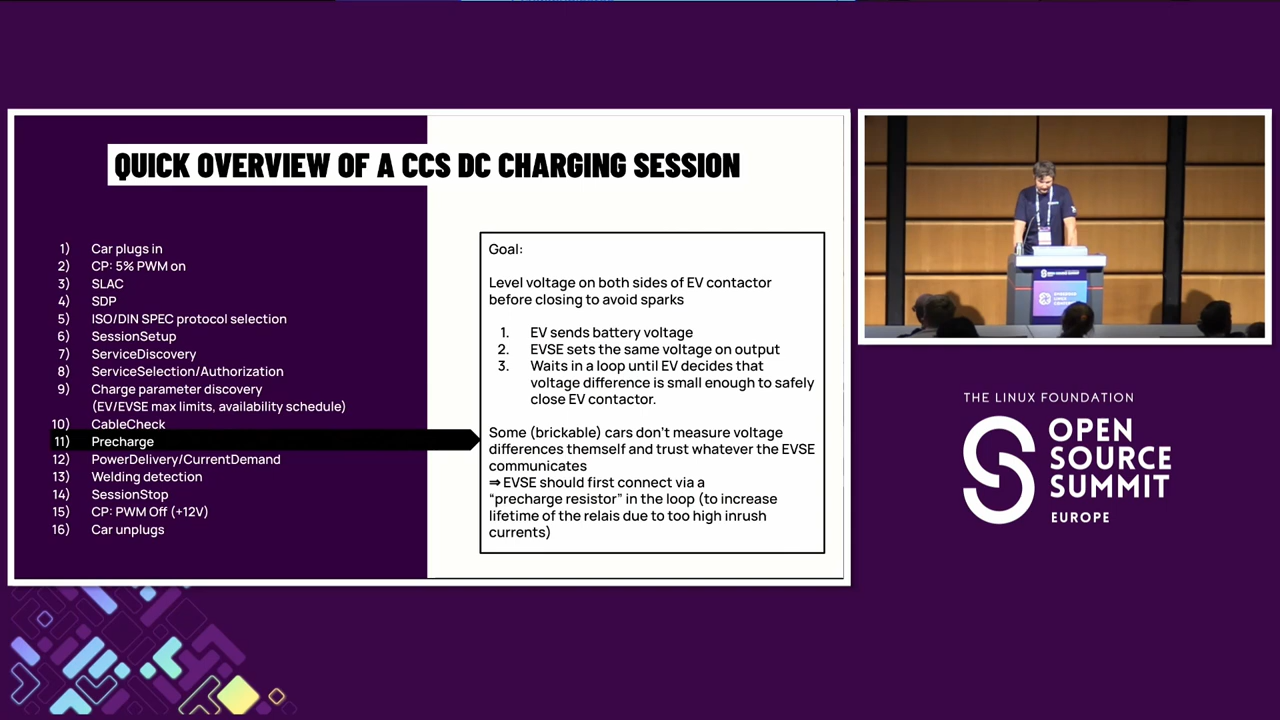 QUICK OVERVIEW OF A CCS DC CHARGING SESSION
1) Car plugs in
2) CP: 5% PWM on
3) SLAC
4) SDP
5) ISO/DIN SPEC protocol selection
6) SessionSetup
7) ServiceDiscovery
8) ServiceSelection/Authorization
9) Charge parameter discovery
(EV/EVSE max limits, availability schedule)
10) CableCheck
11) Precharge
12) PowerDelivery/CurrentDemand
13) Welding detection
14) SessionStop
15) CP: PWM Off (+12V)
16) Car unplugs
Goal:
Level voltage on both sides of EV contactor
before closing to avoid sparks
1. EV sends battery voltage
2. EVSE sets the same voltage on output
3. Waits in a loop until EV decides that
voltage difference is small enough to safely
close EV contactor.
Some (brickable) cars don't measure voltage
differences themself and trust whatever the EVSE
communicates
⇒ EVSE should first connect via a
"precharge resistor" in the loop (to increase
lifetime of the relais due to too high inrush
currents)
THE LINUX FOUNDATION
OPEN
SOURCE
SUMMIT
EUROPE